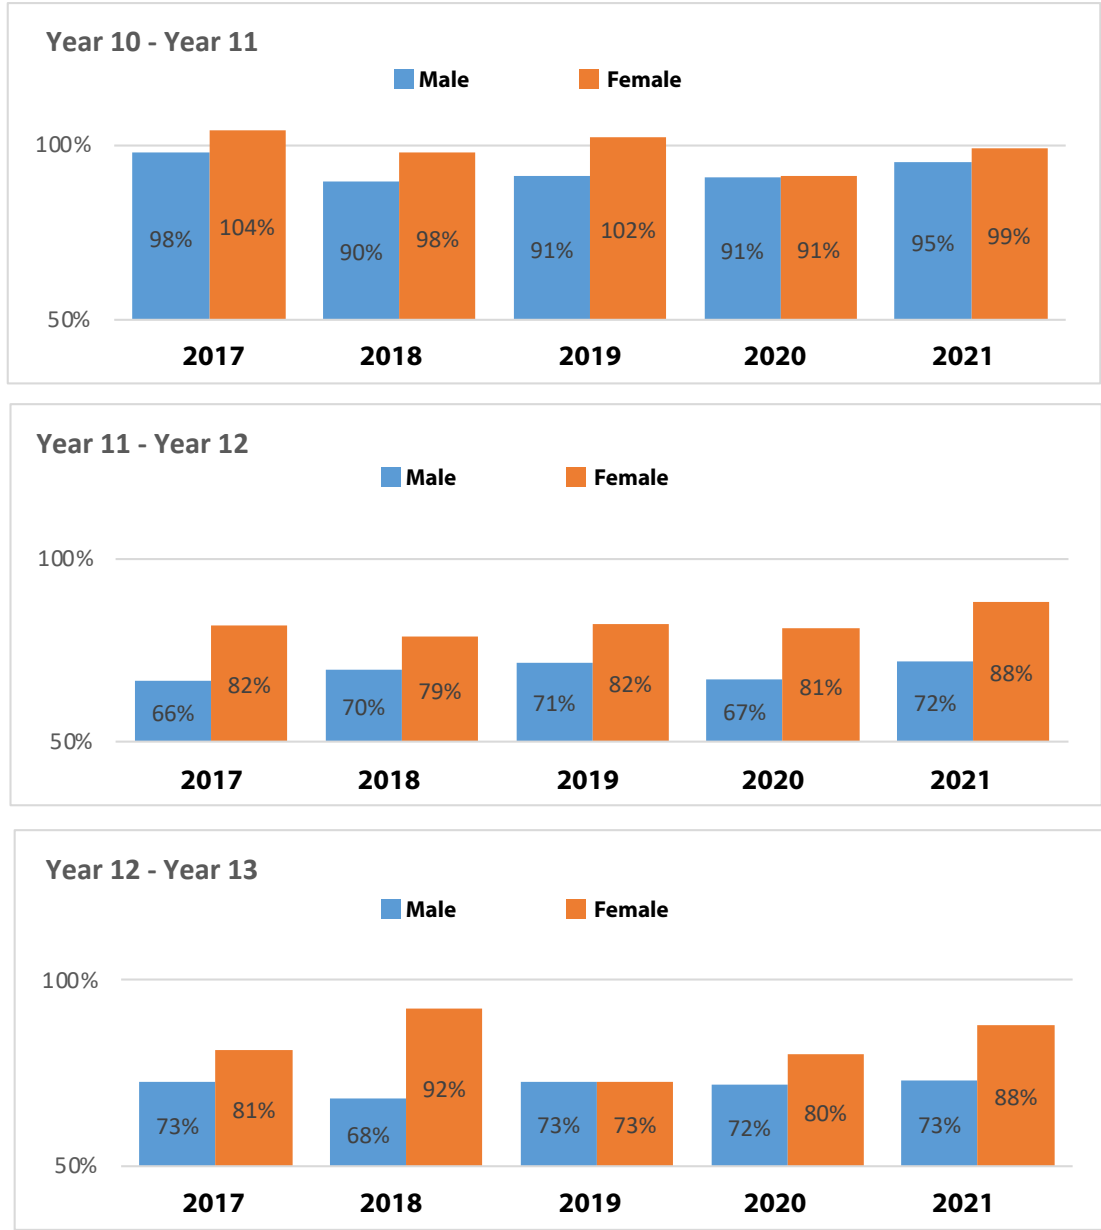 Year 10 - Year 11
Male Female
100%
98% 104% 90% 98% 91% 102% 91% 91% 95% 99%
50%
2017 2018 2019 2020 2021
Year 11 - Year 12
Male Female
100%
66% 82% 70% 79% 71% 82% 67% 81% 72% 88%
50%
2017 2018 2019 2020 2021
Year 12 - Year 13
Male Female
100%
73% 81% 68% 92% 73% 73% 72% 80% 73% 88%
50%
2017 2018 2019 2020 2021